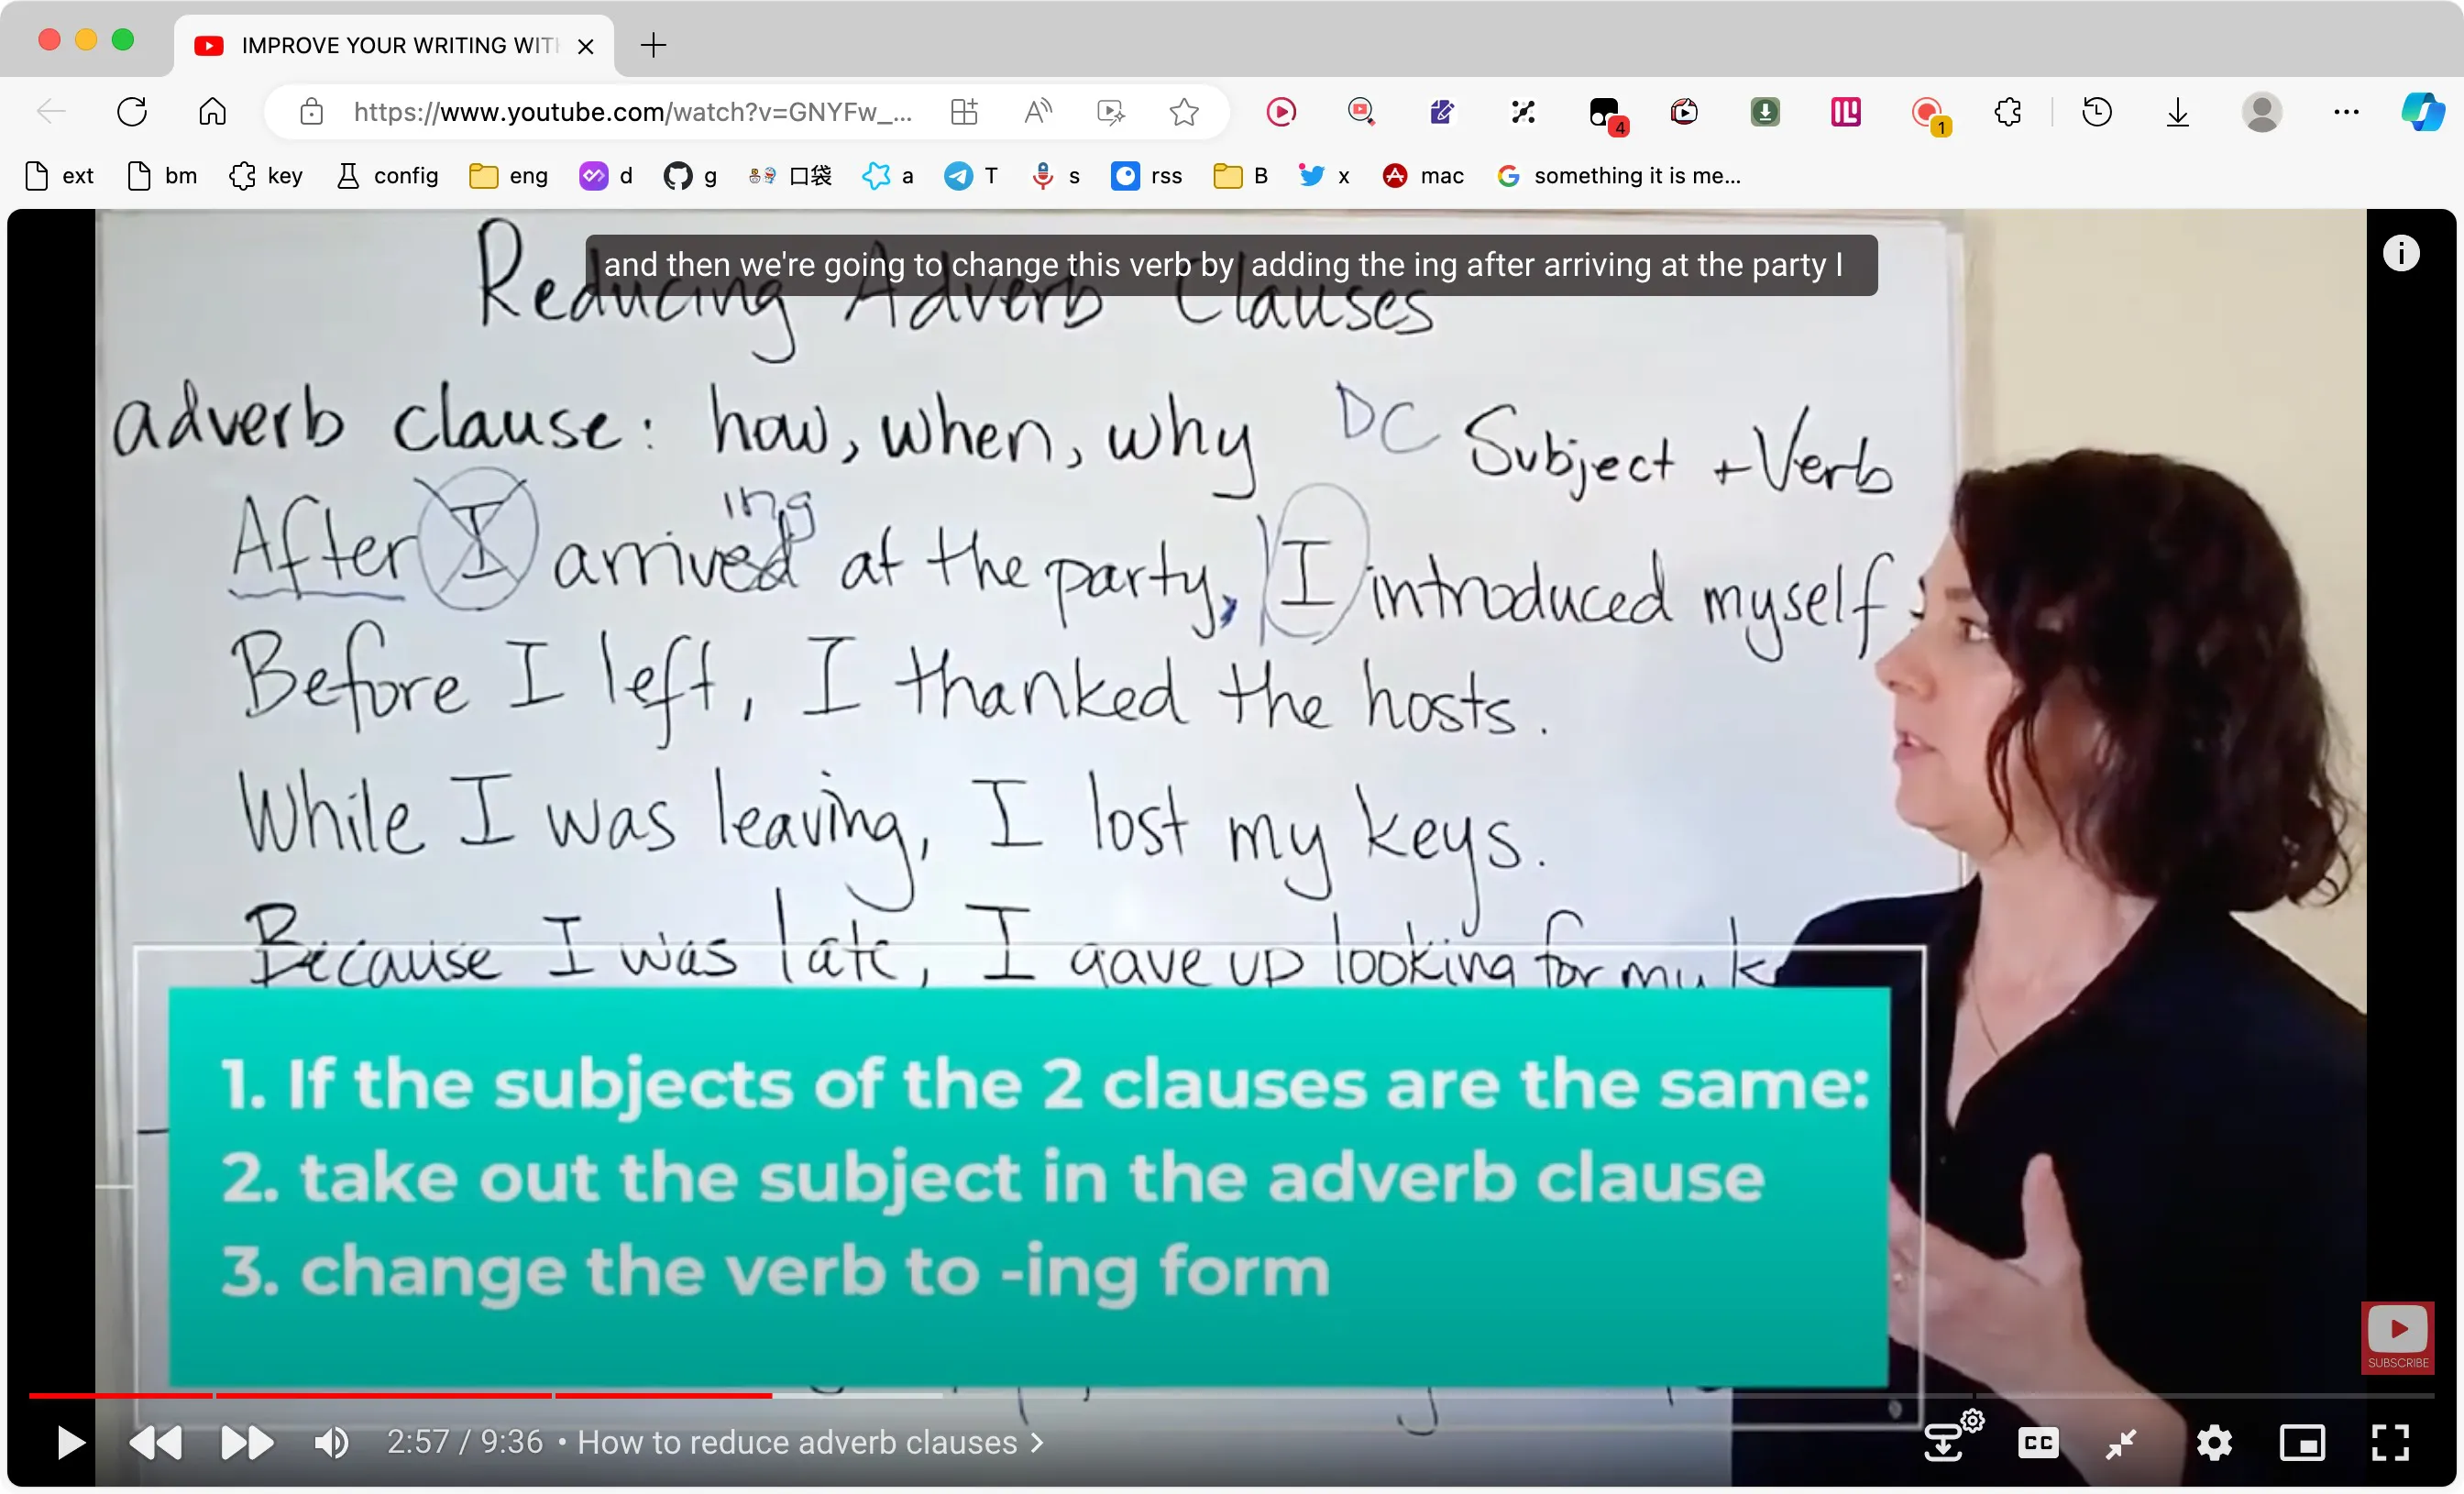 IMPROVE YOUR WRITING WIT
https://www.youtube.com/watch?v=GNYFw_...
4
1
ext bm key config eng d g 口袋 a T s rss B x mac something it is me...
and then we're going to change this verb by adding the ing after arriving at the party I
Reducing Adverb Clauses
adverb clause: how, when, why DC Subject + Verb
ing
After I arrived at the party, I introduced myself
Before I left, I thanked the hosts.
While I was leaving, I lost my keys.
Because I was late, I gave up looking for my
1. If the subjects of the 2 clauses are the same:
2. take out the subject in the adverb clause
3. change the verb to -ing form
SUBSCRIBE
2:57 / 9:36 • How to reduce adverb clauses
CC